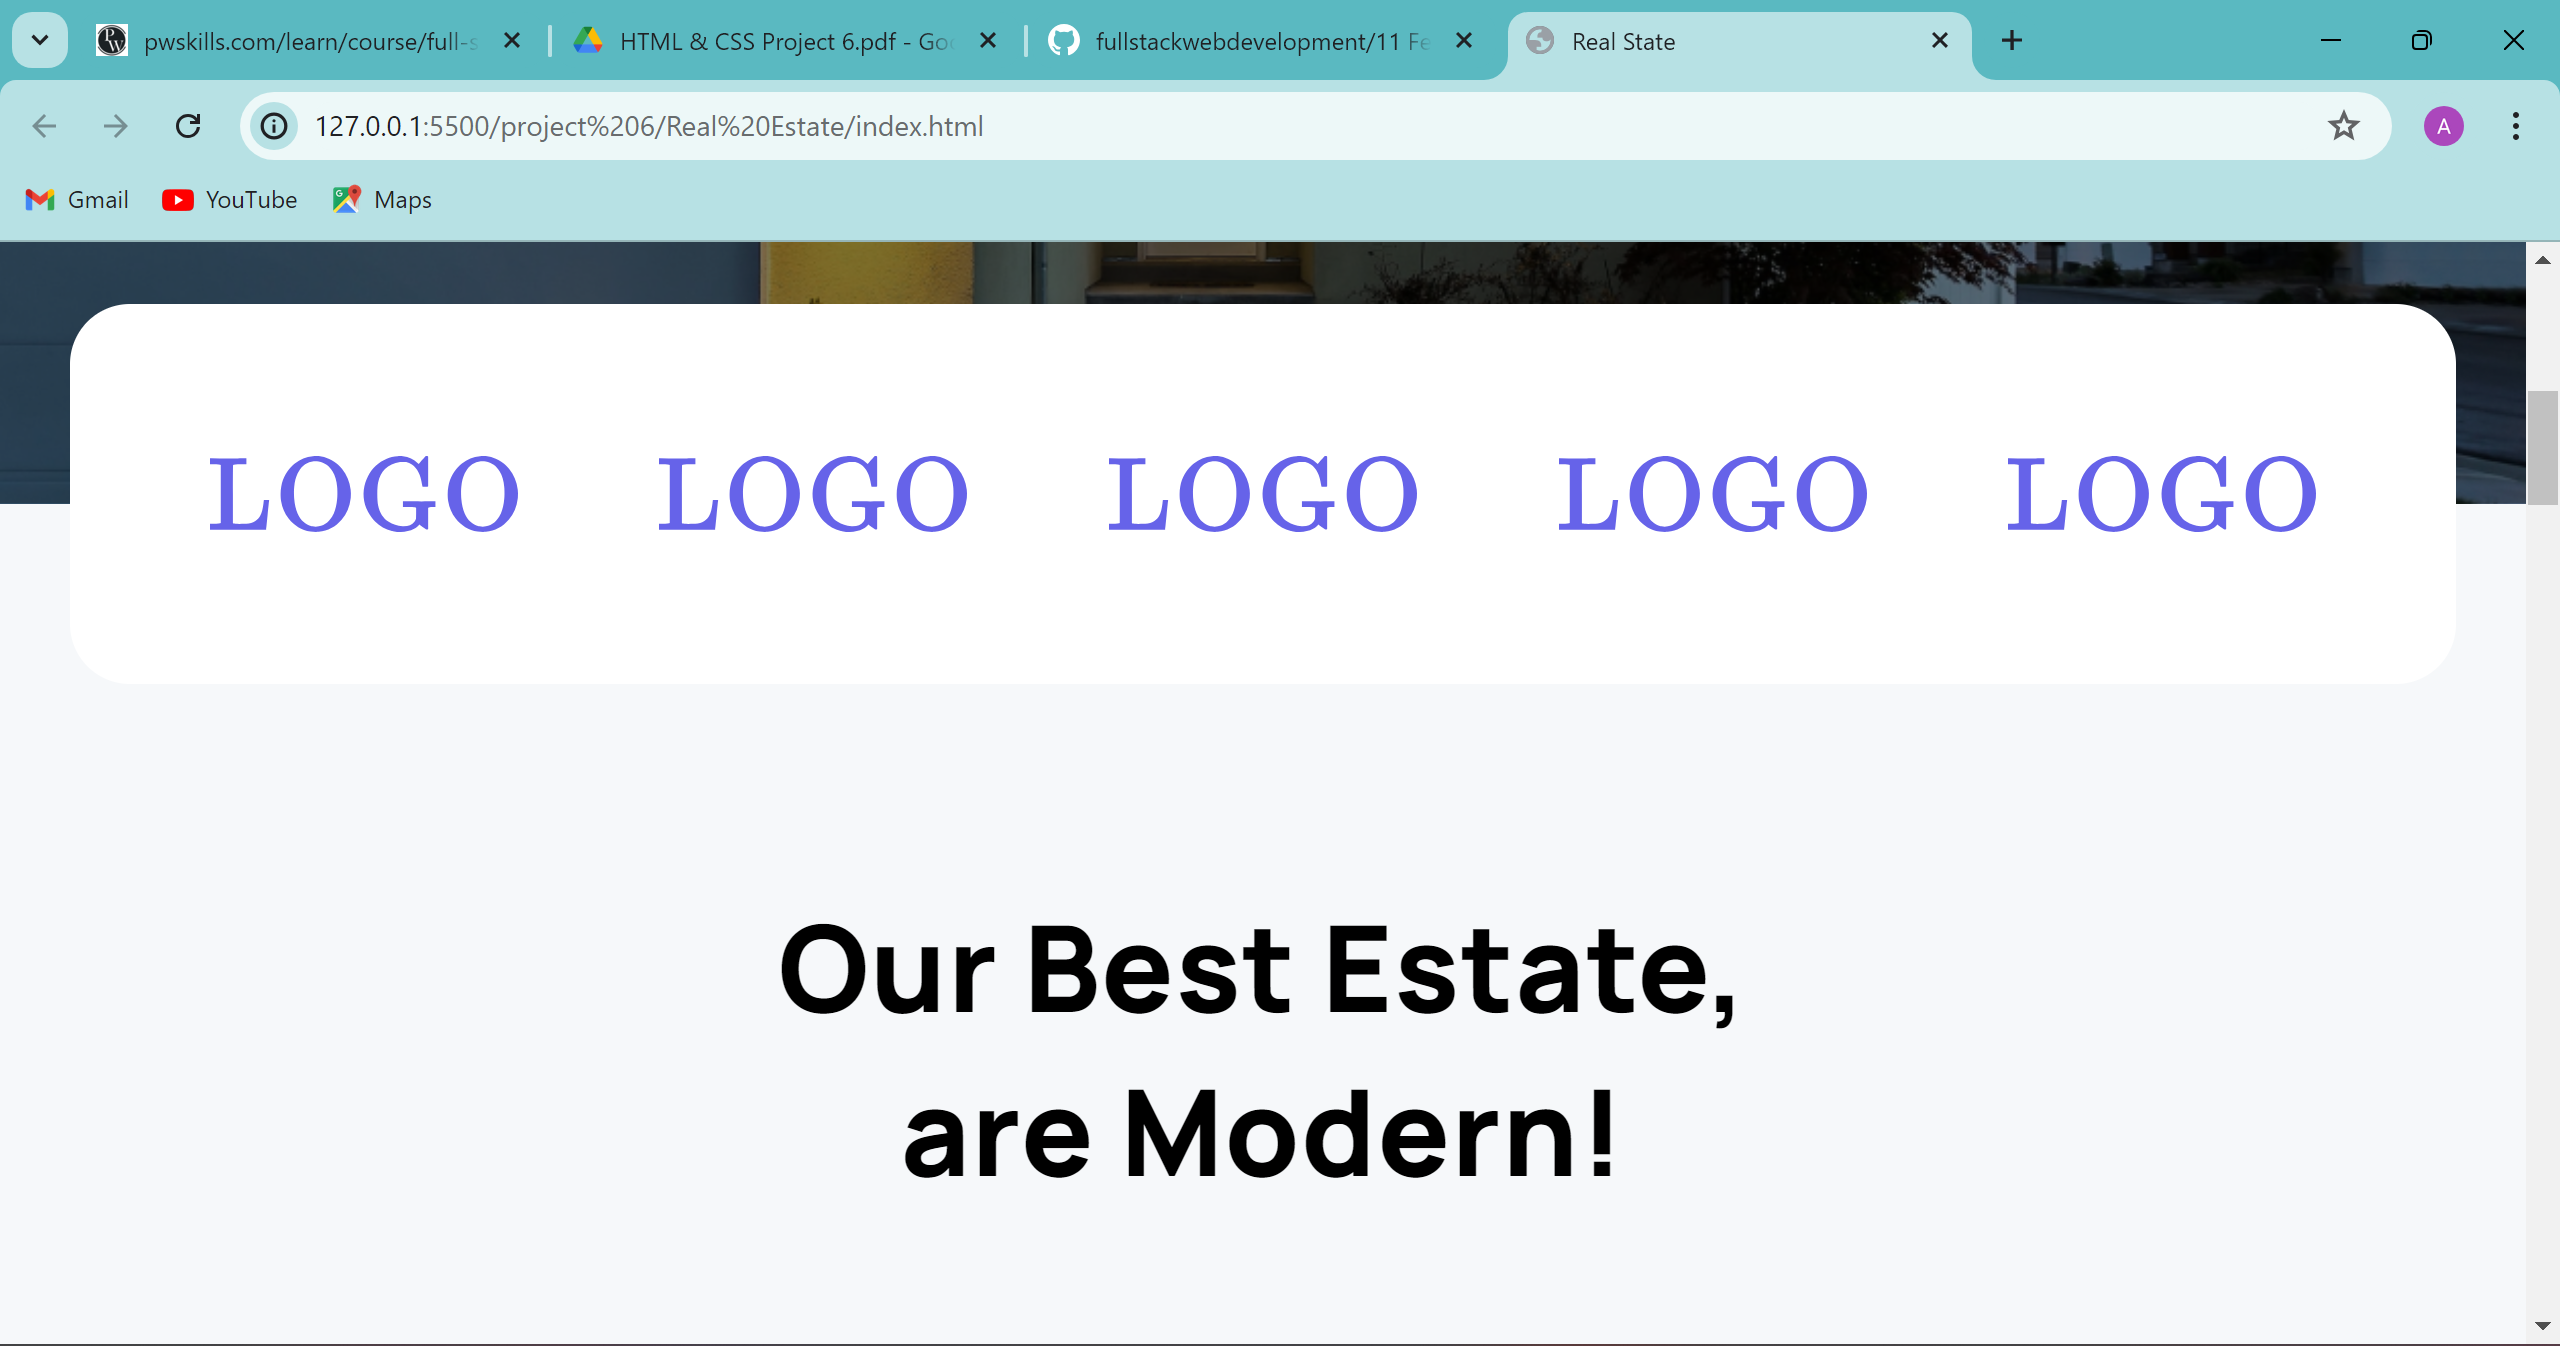 pwskills.com/learn/course/full-s
HTML & CSS Project 6.pdf - Goo
fullstackwebdevelopment/11 Fe
Real State
127.0.0.1:5500/project%206/Real%20Estate/index.html
A
Gmail
YouTube
Maps
LOGO LOGO LOGO LOGO LOGO
Our Best Estate,
are Modern!